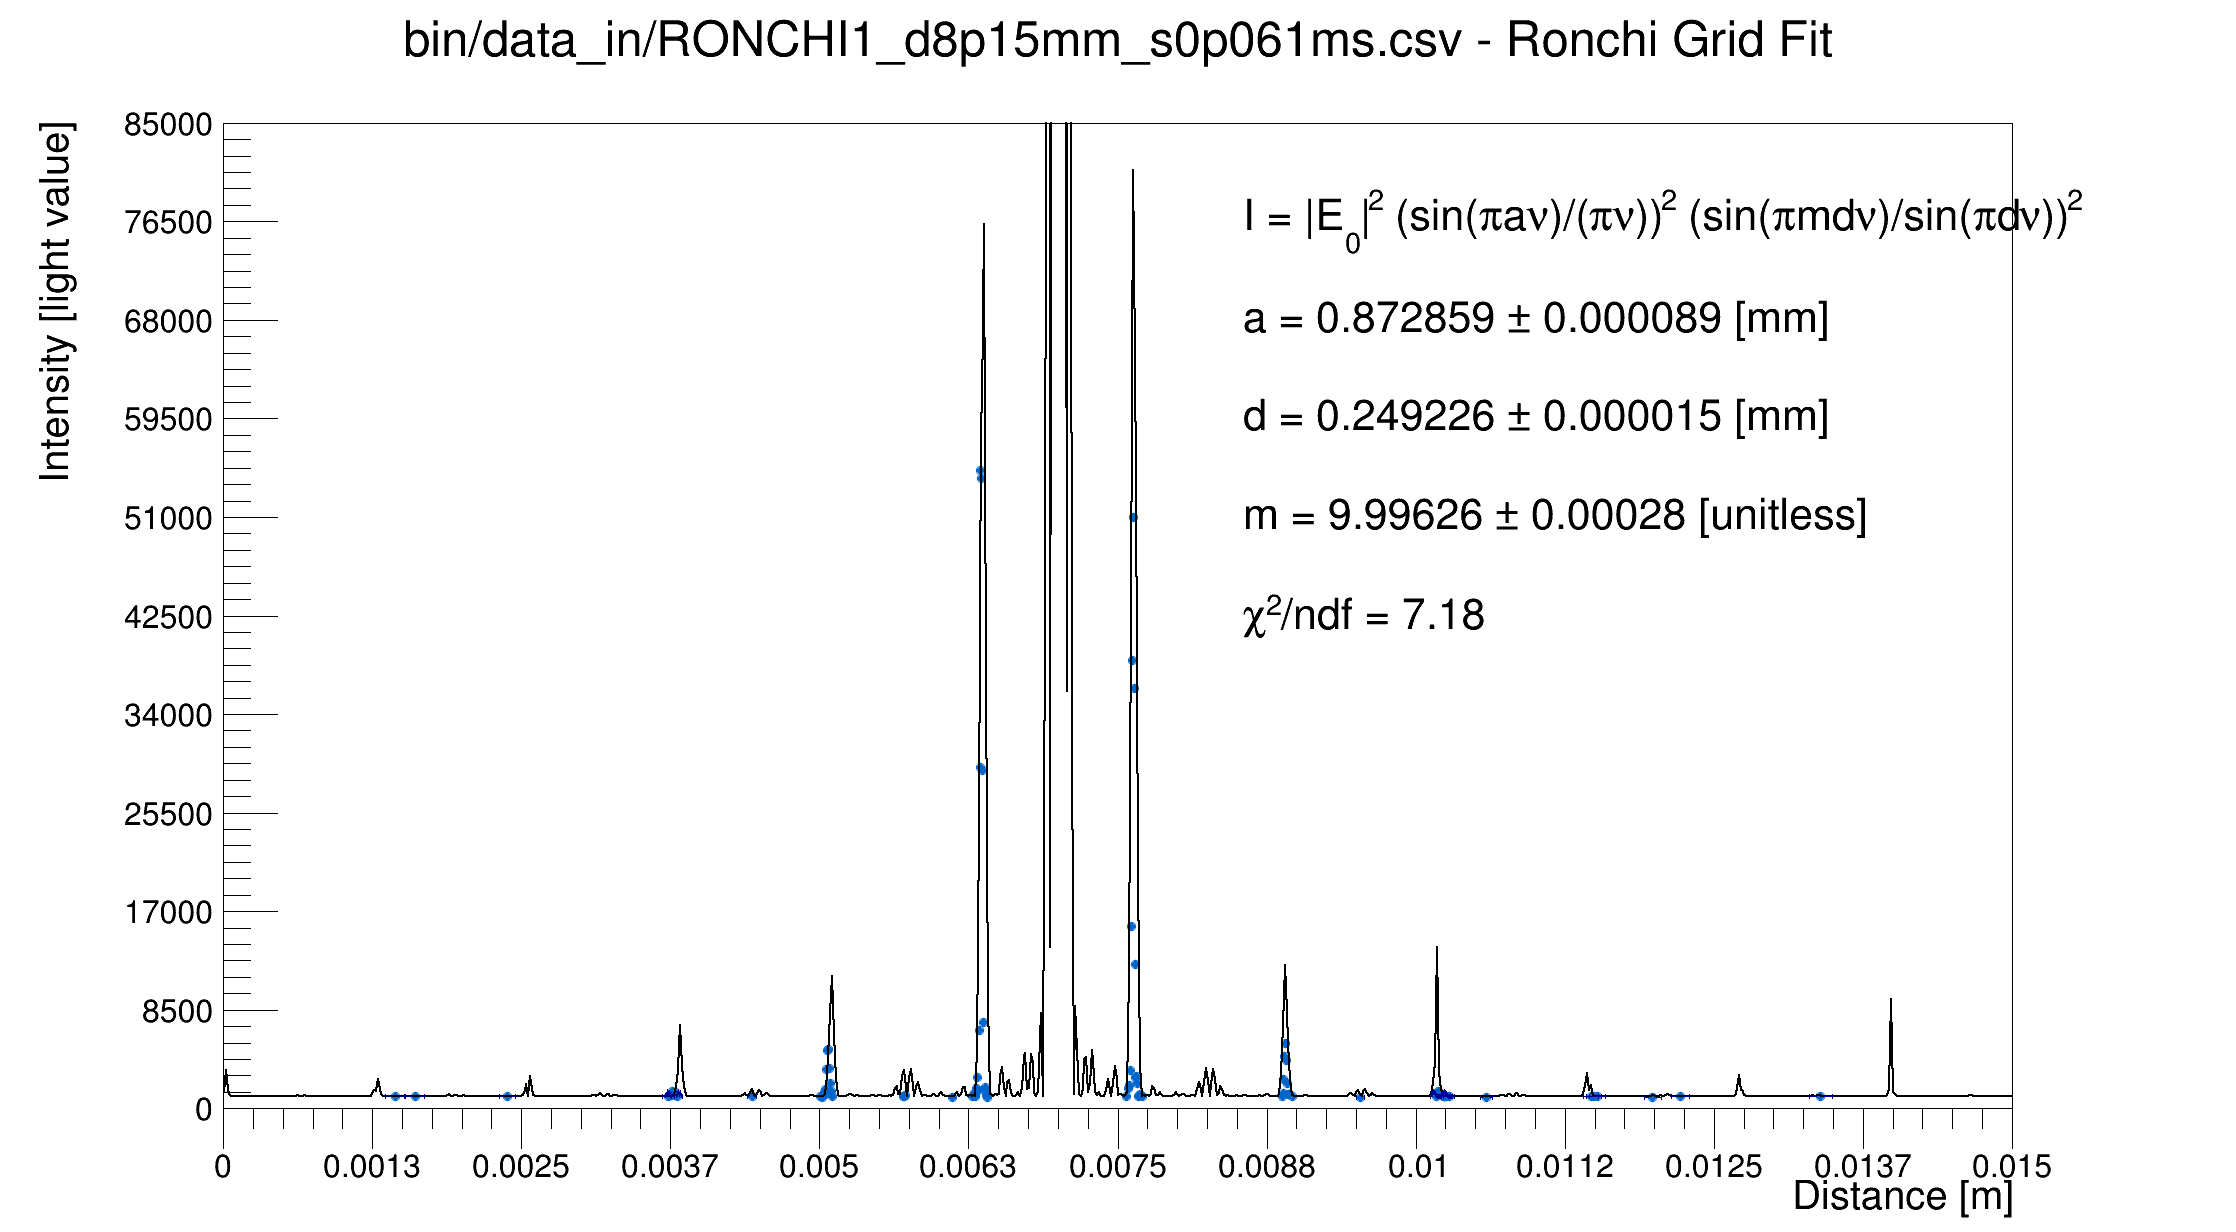 bin/data_in/RONCHI1_d8p15mm_s0p061ms.csv - Ronchi Grid Fit
Intensity [light value]
85000
76500
68000
59500
51000
42500
34000
25500
17000
8500
0
I = |E₀|² (sin(πaν)/(πν))² (sin(πmdν)/sin(πdν))²
a = 0.872859 ± 0.000089 [mm]
d = 0.249226 ± 0.000015 [mm]
m = 9.99626 ± 0.00028 [unitless]
χ²/ndf = 7.18
0 0.0013 0.0025 0.0037 0.005 0.0063 0.0075 0.0088 0.01 0.0112 0.0125 0.0137 0.015
Distance [m]